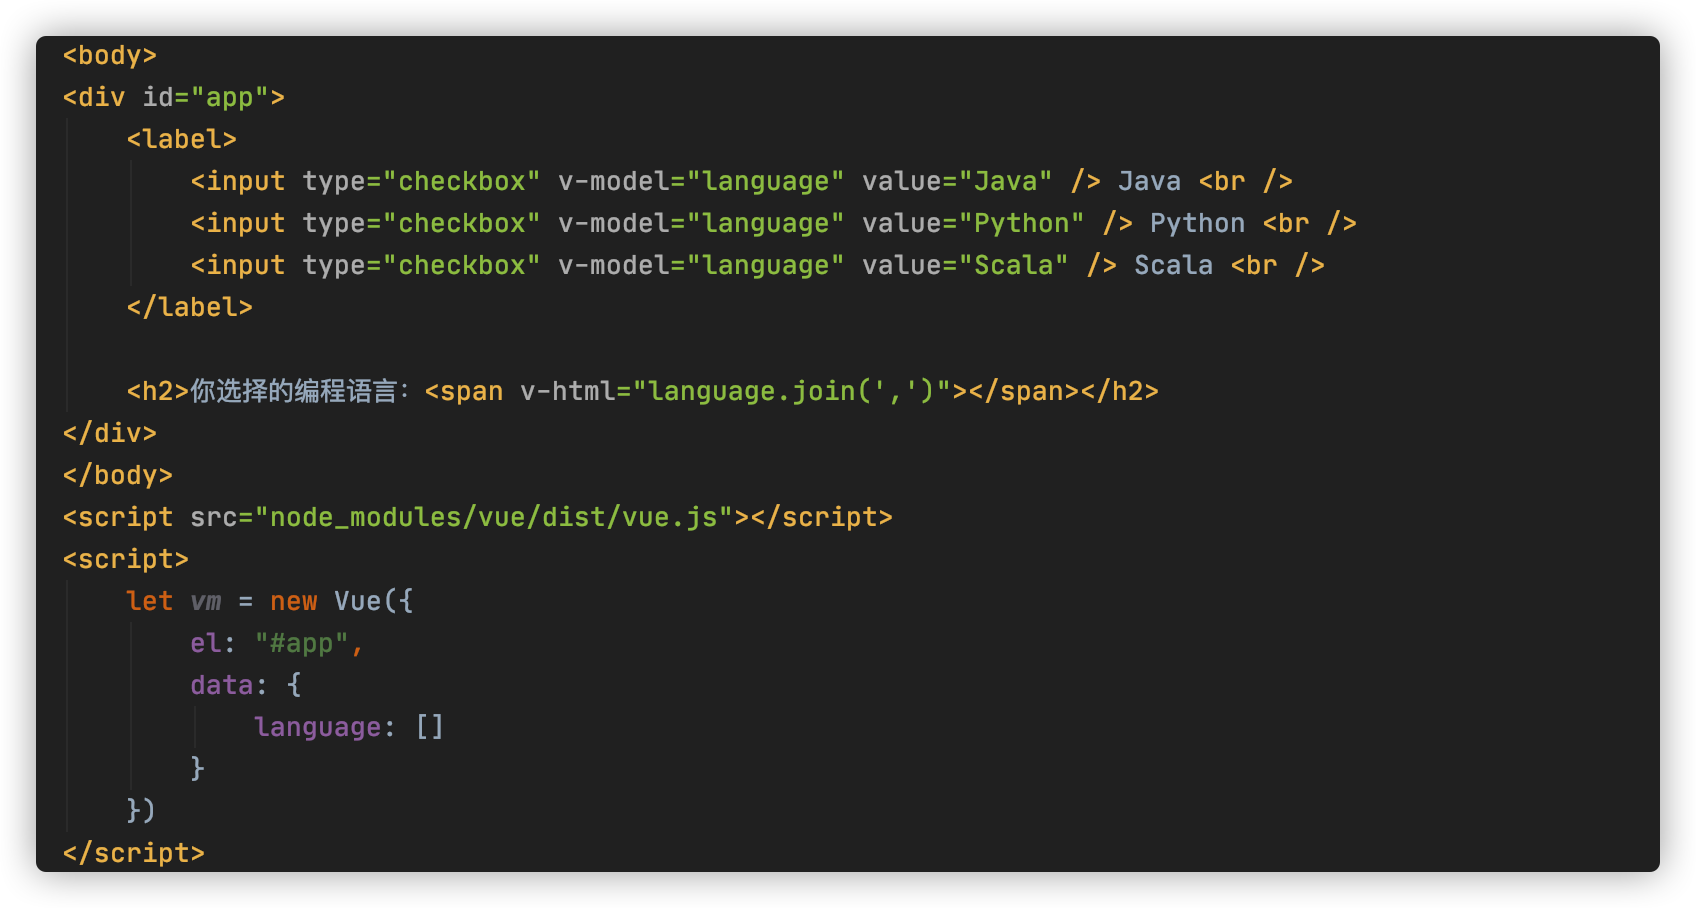 <body>
<div id="app">
    <label>
        <input type="checkbox" v-model="language" value="Java" /> Java <br />
        <input type="checkbox" v-model="language" value="Python" /> Python <br />
        <input type="checkbox" v-model="language" value="Scala" /> Scala <br />
    </label>

    <h2>你选择的编程语言：<span v-html="language.join(',')"></span></h2>
</div>
</body>
<script src="node_modules/vue/dist/vue.js"></script>
<script>
    let vm = new Vue({
        el: "#app",
        data: {
            language: []
        }
    })
</script>